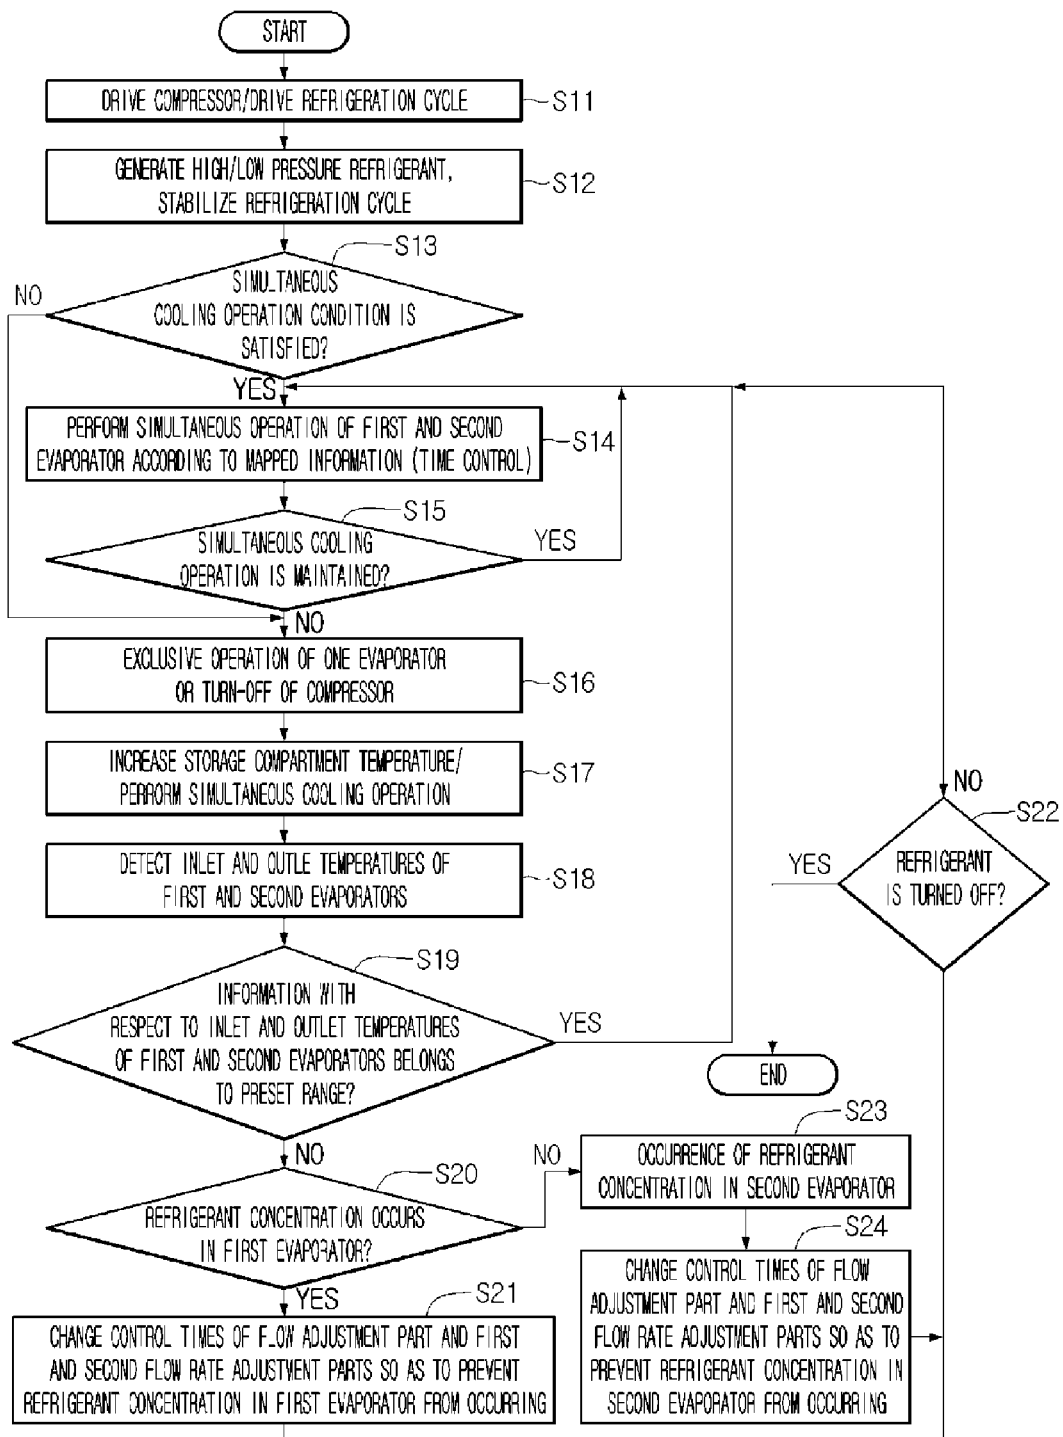 START
DRIVE COMPRESSOR/DRIVE REFRIGERATION CYCLE
S11
GENERATE HIGH/LOW PRESSURE REFRIGERANT,
STABILIZE REFRIGERATION CYCLE
S12
S13
SIMULTANEOUS
COOLING OPERATION CONDITION IS
SATISFIED?
NO
YES
PERFORM SIMULTANEOUS OPERATION OF FIRST AND SECOND
EVAPORATOR ACCORDING TO MAPPED INFORMATION (TIME CONTROL)
S14
S15
SIMULTANEOUS COOLING
OPERATION IS MAINTAINED?
YES
NO
EXCLUSIVE OPERATION OF ONE EVAPORATOR
OR TURN-OFF OF COMPRESSOR
S16
INCREASE STORAGE COMPARTMENT TEMPERATURE/
PERRORM SIMULTANEOUS COOLING OPERATION
S17
DETECT INLET AND OUTLE TEMPERATURES OF
FIRST AND SECOND EVAPORATORS
S18
NO
S22
REFRIGERANT
IS TURNED OFF?
YES
S19
INFORMATION WITH
RESPECT TO INLET AND OUTLET TEMPERATURES
OF FIRST AND SECOND EVAPORATORS BELONGS
TO PRESET RANGE?
YES
END
NO
S20
REFRIGERANT CONCENTRATION OCCURS
IN FIRST EVAPORATOR?
NO
S23
OCCURRENCE OF REFRIGERANT
CONCENTRATION IN SECOND EVAPORATOR
YES
S21
CHANGE CONTROL TIMES OF FLOW ADJUSTMENT PART AND FIRST
AND SECOND FLOW RATE ADJUSTMENT PARTS SO AS TO PREVENT
REFRIGERANT CONCENTRATION IN FIRST EVAPORATOR FROM OCCURRING
S24
CHANGE CONTROL TIMES OF FLOW
ADJUSTMENT PART AND FIRST AND SECOND
FLOW RATE ADJUSTMENT PARTS SO AS TO
PREVENT REFRIGERANT CONCENTRATION IN
SECOND EVAPORATOR FROM OCCURRING